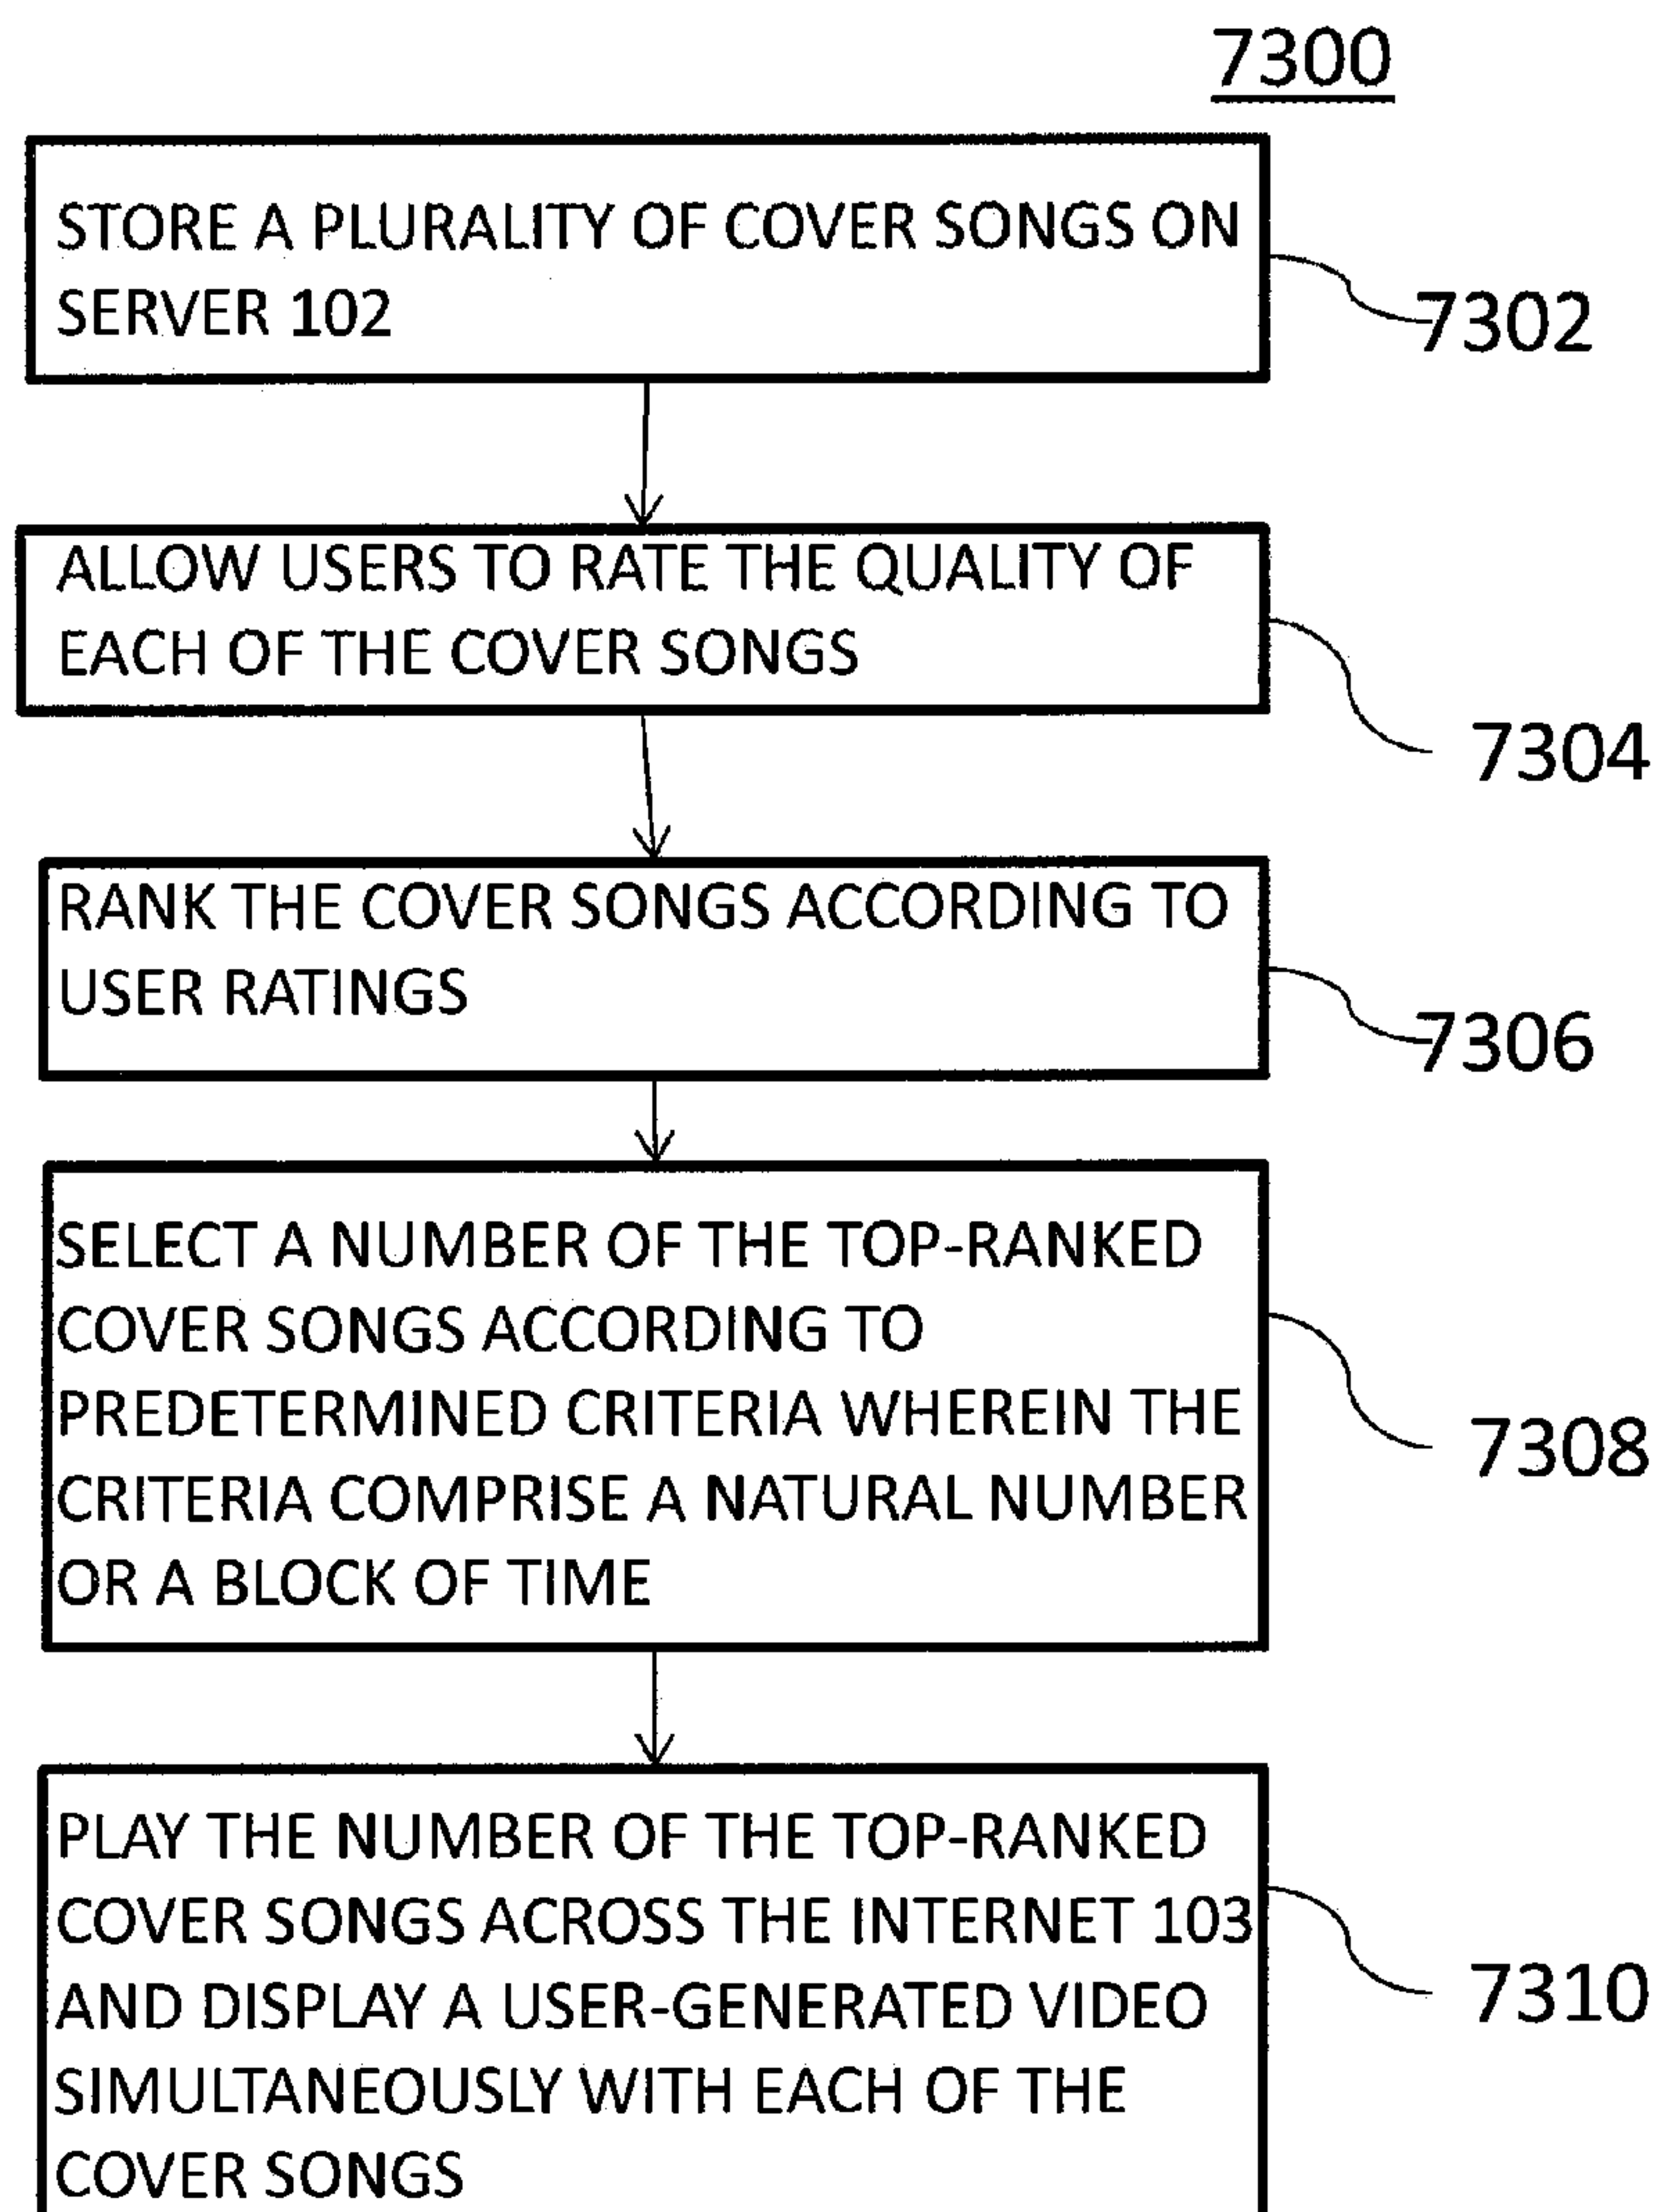 7300
STORE A PLURALITY OF COVER SONGS ON
SERVER 102
7302
ALLOW USERS TO RATE THE QUALITY OF
EACH OF THE COVER SONGS
7304
RANK THE COVER SONGS ACCORDING TO
USER RATINGS
7306
SELECT A NUMBER OF THE TOP-RANKED
COVER SONGS ACCORDING TO
PREDETERMINED CRITERIA WHEREIN THE
CRITERIA COMPRISE A NATURAL NUMBER
OR A BLOCK OF TIME
7308
PLAY THE NUMBER OF THE TOP-RANKED
COVER SONGS ACROSS THE INTERNET 103
AND DISPLAY A USER-GENERATED VIDEO
SIMULTANEOUSLY WITH EACH OF THE
COVER SONGS
7310